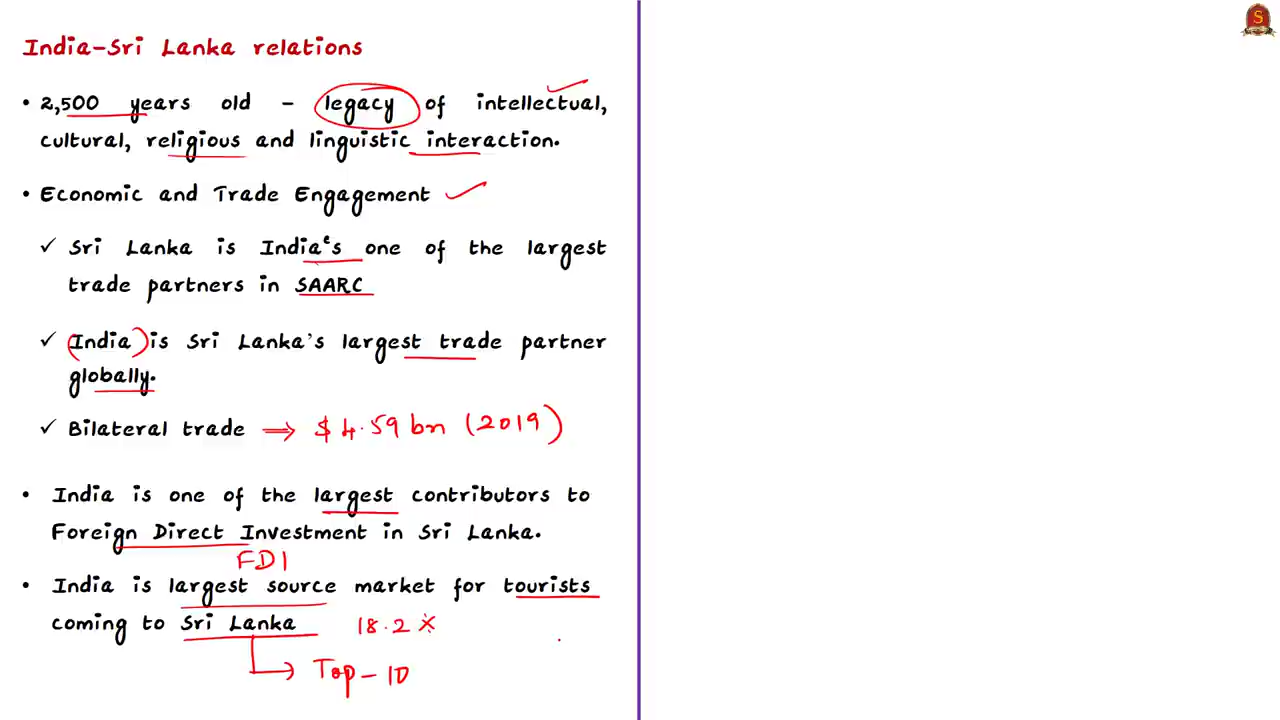 India-Sri Lanka relations
• 2,500 years old - legacy of intellectual,
cultural, religious and linguistic interaction.
• Economic and Trade Engagement
✓ Sri Lanka is India's one of the largest
trade partners in SAARC
✓ India is Sri Lanka's largest trade partner
globally.
✓ Bilateral trade ⇒ $4.59 bn (2019)
• India is one of the largest contributors to
Foreign Direct Investment in Sri Lanka.
FDI
• India is largest source market for tourists
coming to Sri Lanka 18.2 %
Top-10
S